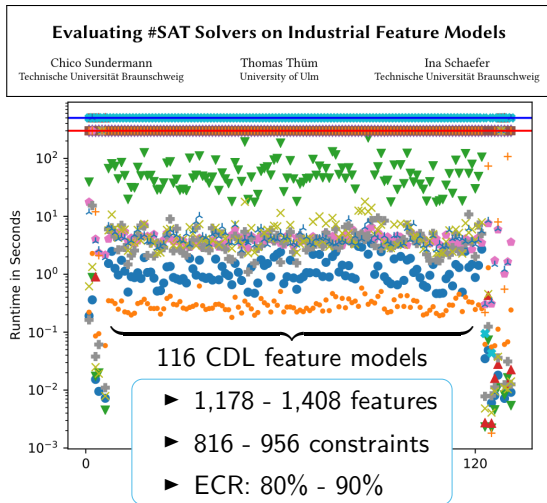 Evaluating #SAT Solvers on Industrial Feature Models
Chico Sundermann Thomas Thüm Ina Schaefer
Technische Universität Braunschweig University of Ulm Technische Universität Braunschweig
Runtime in Seconds
10²
10¹
10⁰
10⁻¹
10⁻²
10⁻³
116 CDL feature models
► 1,178 - 1,408 features
► 816 - 956 constraints
► ECR: 80% - 90%
0 120